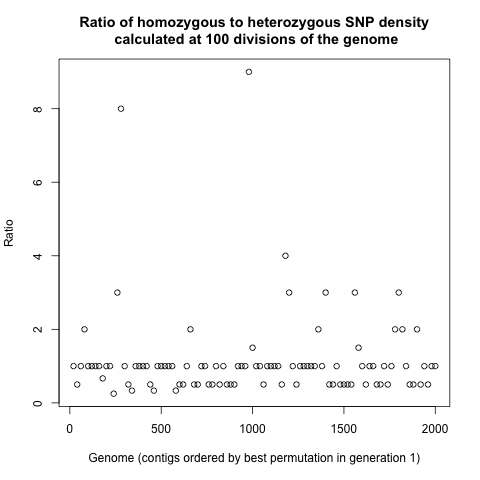 Ratio of homozygous to heterozygous SNP density
calculated at 100 divisions of the genome
Ratio
8
6
4
2
0
0 500 1000 1500 2000
Genome (contigs ordered by best permutation in generation 1)